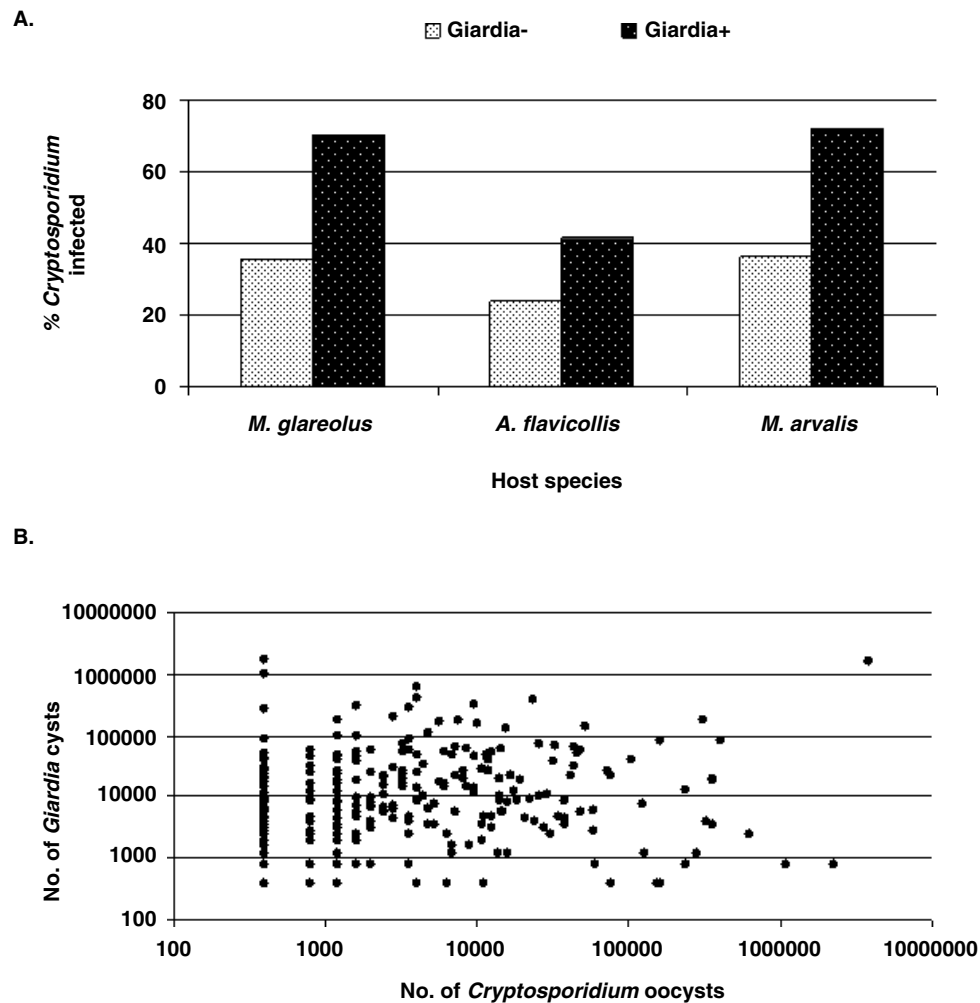 A.
Giardia- Giardia+
% Cryptosporidium
infected
80
60
40
20
0
M. glareolus A. flavicollis M. arvalis
Host species
B.
No. of Giardia cysts
10000000
1000000
100000
10000
1000
100
100 1000 10000 100000 1000000 10000000
No. of Cryptosporidium oocysts